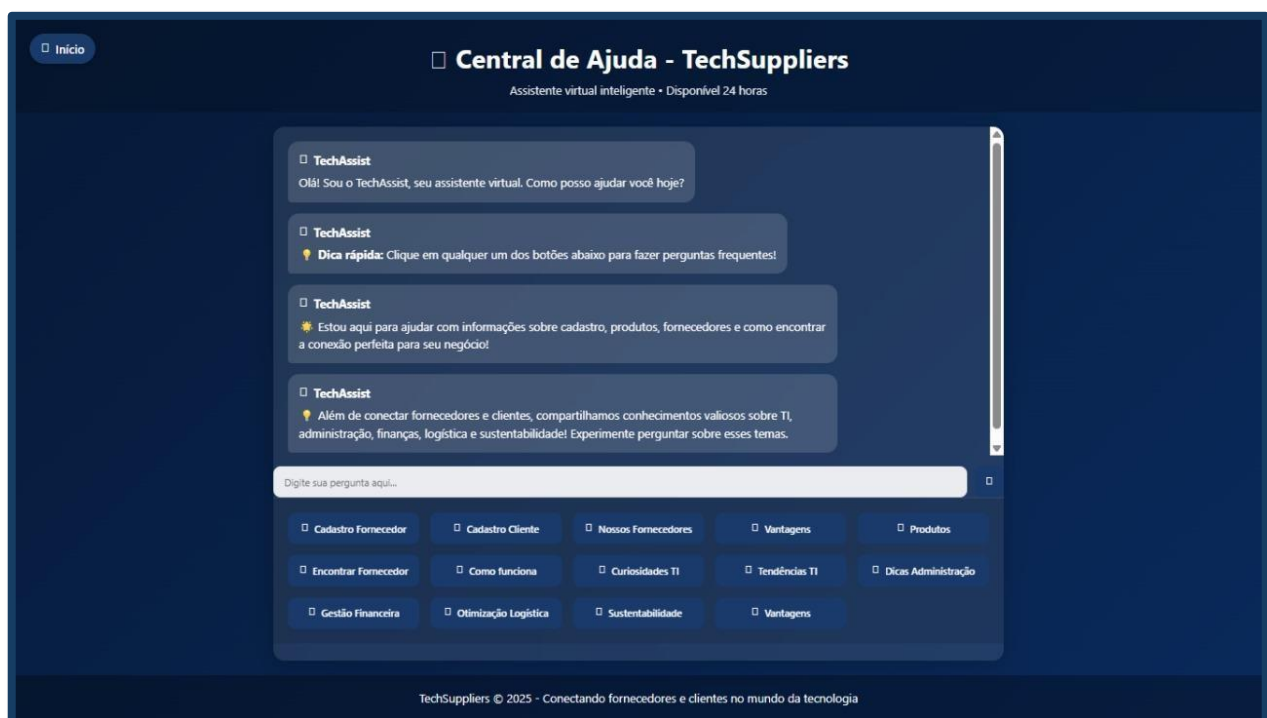 Início
Central de Ajuda - TechSuppliers
Assistente virtual inteligente • Disponível 24 horas
TechAssist
Olá! Sou o TechAssist, seu assistente virtual. Como posso ajudar você hoje?
TechAssist
💡 Dica rápida: Clique em qualquer um dos botões abaixo para fazer perguntas frequentes!
TechAssist
🌟 Estou aqui para ajudar com informações sobre cadastro, produtos, fornecedores e como encontrar
a conexão perfeita para seu negócio!
TechAssist
💡 Além de conectar fornecedores e clientes, compartilhamos conhecimentos valiosos sobre TI,
administração, finanças, logística e sustentabilidade! Experimente perguntar sobre esses temas.
Digite sua pergunta aqui...
Cadastro Fornecedor
Cadastro Cliente
Nossos Fornecedores
Vantagens
Produtos
Encontrar Fornecedor
Como funciona
Curiosidades TI
Tendências TI
Dicas Administração
Gestão Financeira
Otimização Logística
Sustentabilidade
Vantagens
TechSuppliers © 2025 - Conectando fornecedores e clientes no mundo da tecnologia